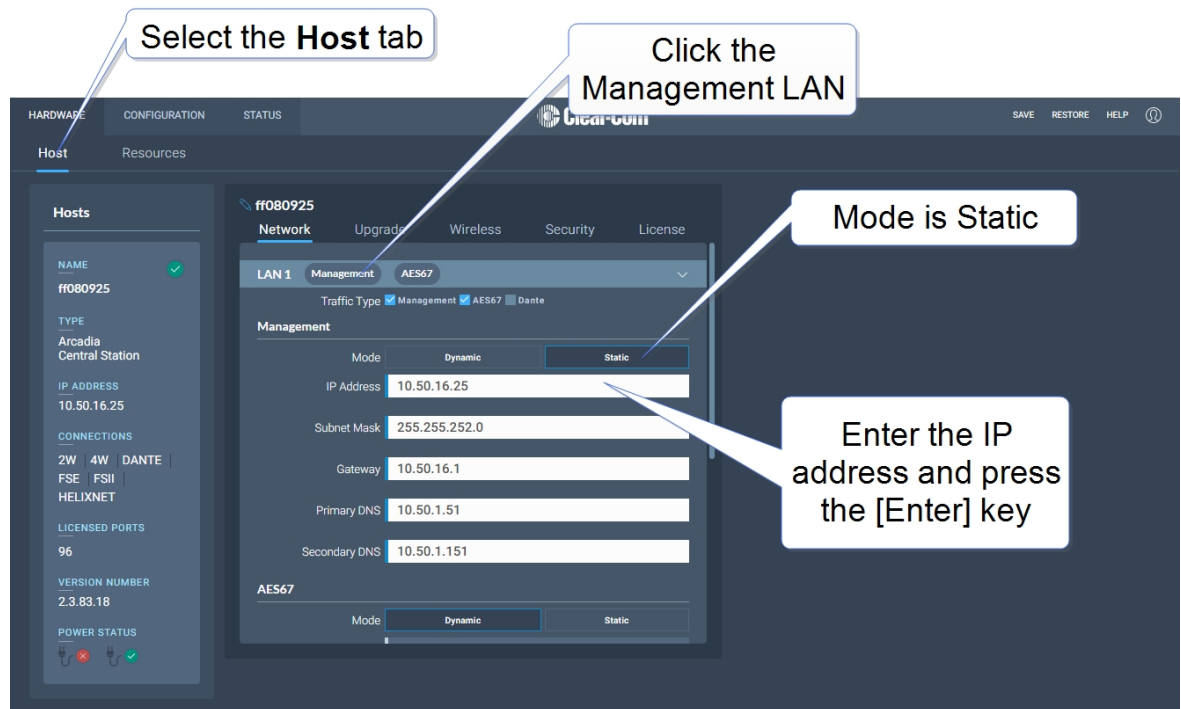 Select the Host tab
Click the
Management LAN
HARDWARE CONFIGURATION STATUS Clear-Com SAVE RESTORE HELP
Host Resources
Hosts
NAME
ff080925
TYPE
Arcadia
Central Station
IP ADDRESS
10.50.16.25
CONNECTIONS
2W 4W DANTE
FSE FSII
HELIXNET
LICENSED PORTS
96
VERSION NUMBER
2.3.83.18
POWER STATUS
ff080925
Network Upgrade Wireless Security License
LAN 1 Management AES67
Traffic Type Management AES67 Dante
Management
Mode Dynamic Static
IP Address 10.50.16.25
Subnet Mask 255.255.252.0
Gateway 10.50.16.1
Primary DNS 10.50.1.51
Secondary DNS 10.50.1.151
AES67
Mode Dynamic Static
Mode is Static
Enter the IP
address and press
the [Enter] key